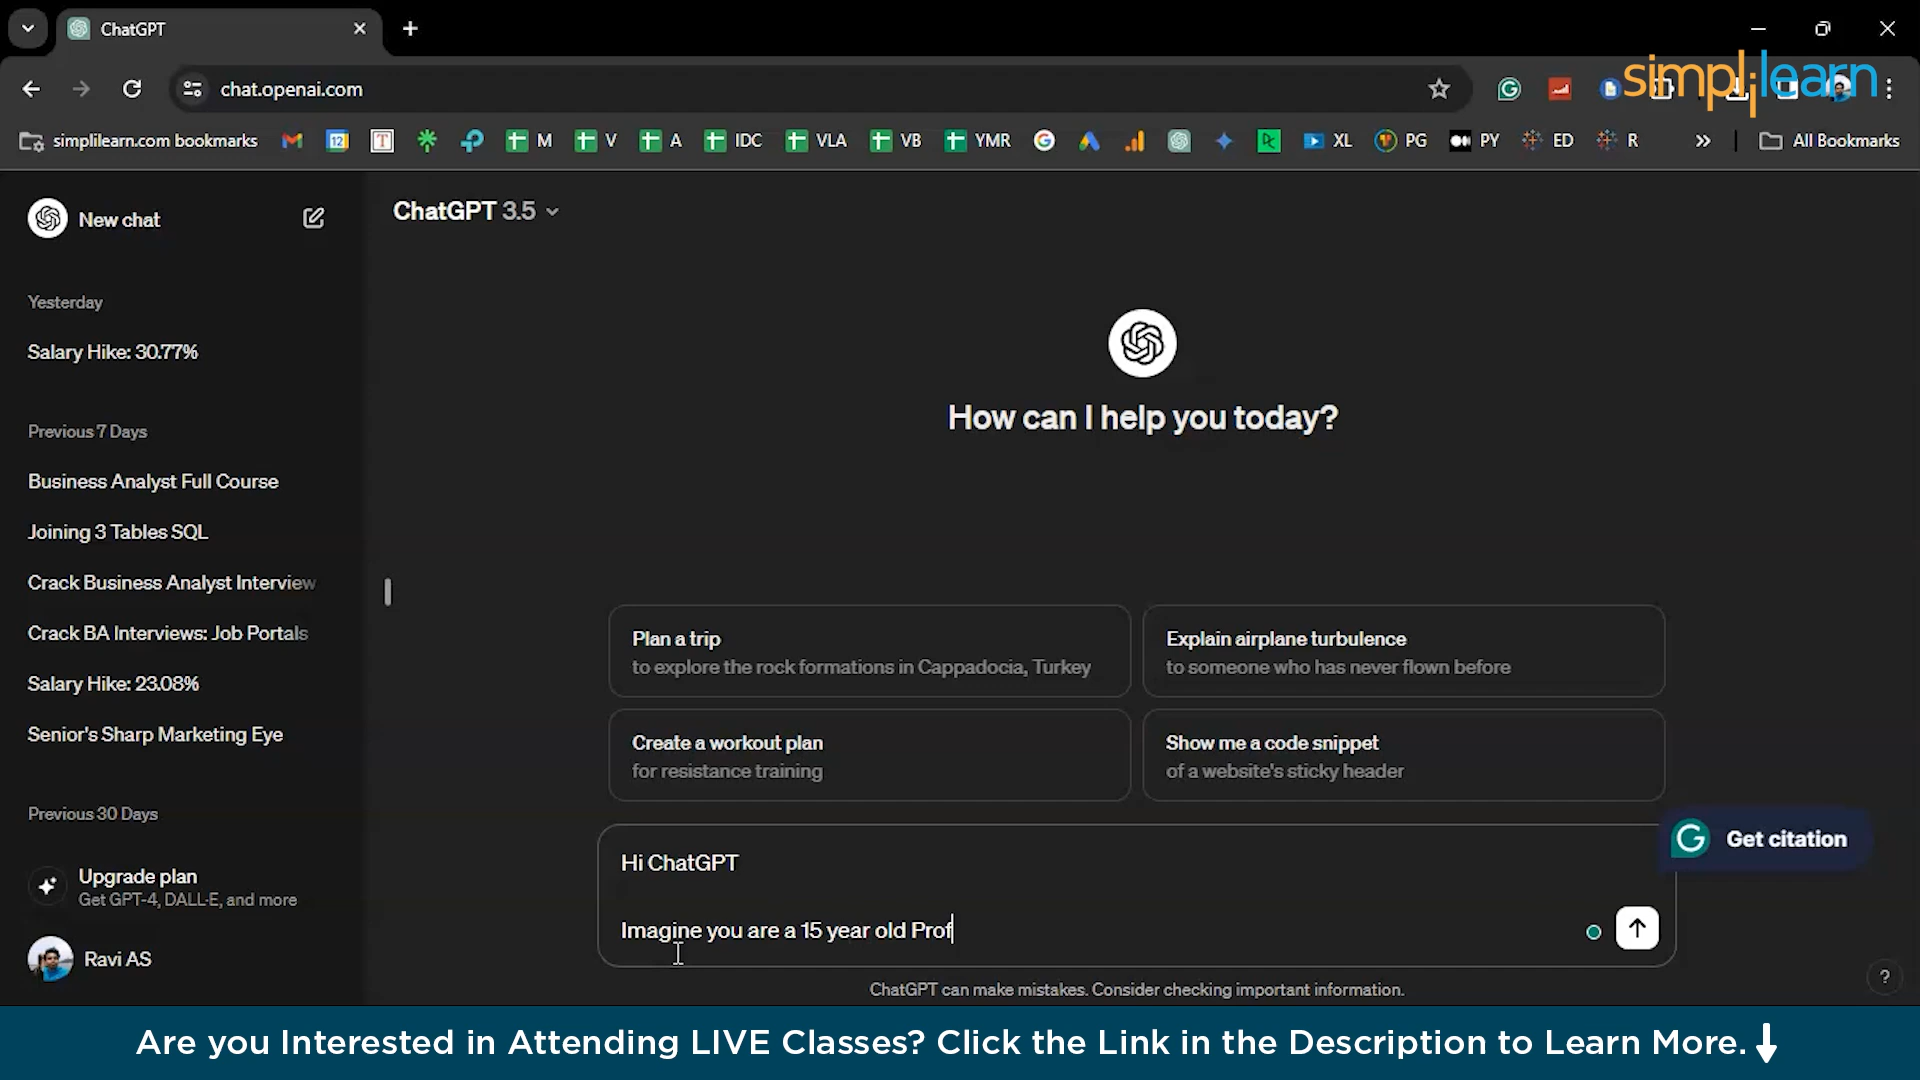 ChatGPT
chat.openai.com
simplilearn
simplilearn.com bookmarks
M
V
A
IDC
VLA
VB
YMR
XL
PG
PY
ED
R
All Bookmarks
New chat
ChatGPT 3.5
Yesterday
Salary Hike: 30.77%
Previous 7 Days
Business Analyst Full Course
Joining 3 Tables SQL
Crack Business Analyst Interview
Crack BA Interviews: Job Portals
Salary Hike: 23.08%
Senior's Sharp Marketing Eye
Previous 30 Days
Upgrade plan
Get GPT-4, DALL·E, and more
Ravi AS
How can I help you today?
Plan a trip
to explore the rock formations in Cappadocia, Turkey
Explain airplane turbulence
to someone who has never flown before
Create a workout plan
for resistance training
Show me a code snippet
of a website's sticky header
Get citation
Hi ChatGPT
Imagine you are a 15 year old Prof
ChatGPT can make mistakes. Consider checking important information.
?
Are you Interested in Attending LIVE Classes? Click the Link in the Description to Learn More.